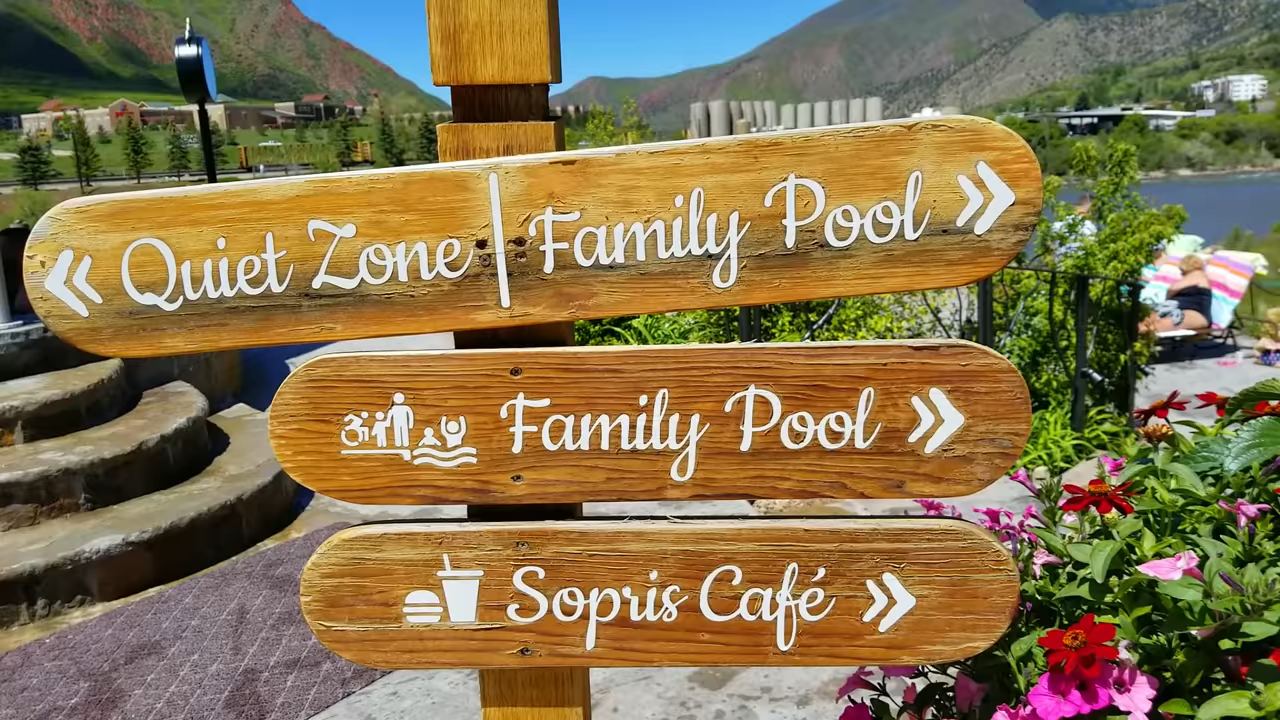 « Quiet Zone | Family Pool »
Family Pool »
Sopris Café »